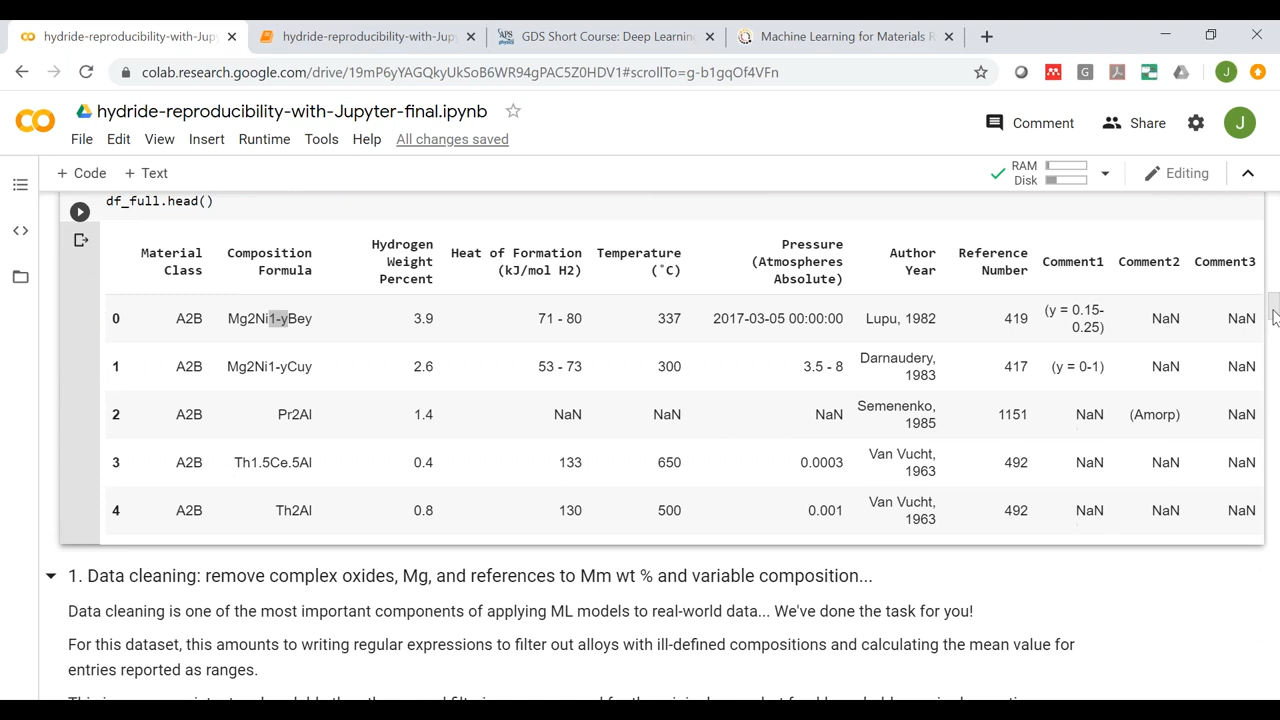 hydride-reproducibility-with-Jup
hydride-reproducibility-with-Jup
GDS Short Course: Deep Learning
Machine Learning for Materials R
colab.research.google.com/drive/19mP6yYAGQkdUkSoB6WR94gPAC5Z0HDV1#scrollTo=g-b1gqOf4VFn
hydride-reproducibility-with-Jupyter-final.ipynb
Comment
Share
J
File Edit View Insert Runtime Tools Help All changes saved
+ Code + Text
RAM
Disk
Editing
df_full.head()
Material Class Composition Formula Hydrogen Weight Percent Heat of Formation (kJ/mol H2) Temperature (˚C) Pressure (Atmospheres Absolute) Author Year Reference Number Comment1 Comment2 Comment3
0 A2B Mg2Ni1-yBey 3.9 71 - 80 337 2017-03-05 00:00:00 Lupu, 1982 419 (y = 0.15-0.25) NaN NaN
1 A2B Mg2Ni1-yCuy 2.6 53 - 73 300 3.5 - 8 Darnaudery, 1983 417 (y = 0-1) NaN NaN
2 A2B Pr2Al 1.4 NaN NaN NaN Semenenko, 1985 1151 NaN (Amorp) NaN
3 A2B Th1.5Ce.5Al 0.4 133 650 0.0003 Van Vucht, 1963 492 NaN NaN NaN
4 A2B Th2Al 0.8 130 500 0.001 Van Vucht, 1963 492 NaN NaN NaN
1. Data cleaning: remove complex oxides, Mg, and references to Mm wt % and variable composition...
Data cleaning is one of the most important components of applying ML models to real-world data... We've done the task for you!
For this dataset, this amounts to writing regular expressions to filter out alloys with ill-defined compositions and calculating the mean value for
entries reported as ranges.